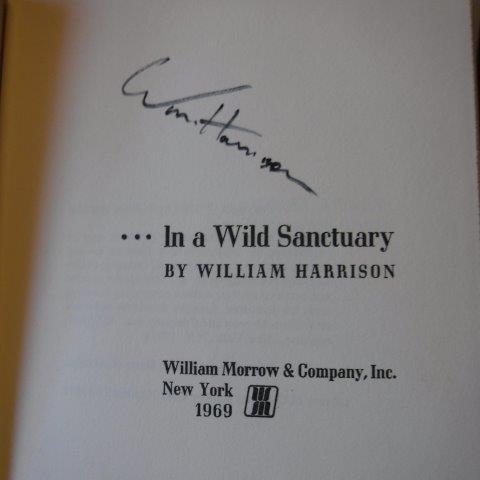 Wm. Harrison
... In a Wild Sanctuary
BY WILLIAM HARRISON
William Morrow & Company, Inc.
New York
1969